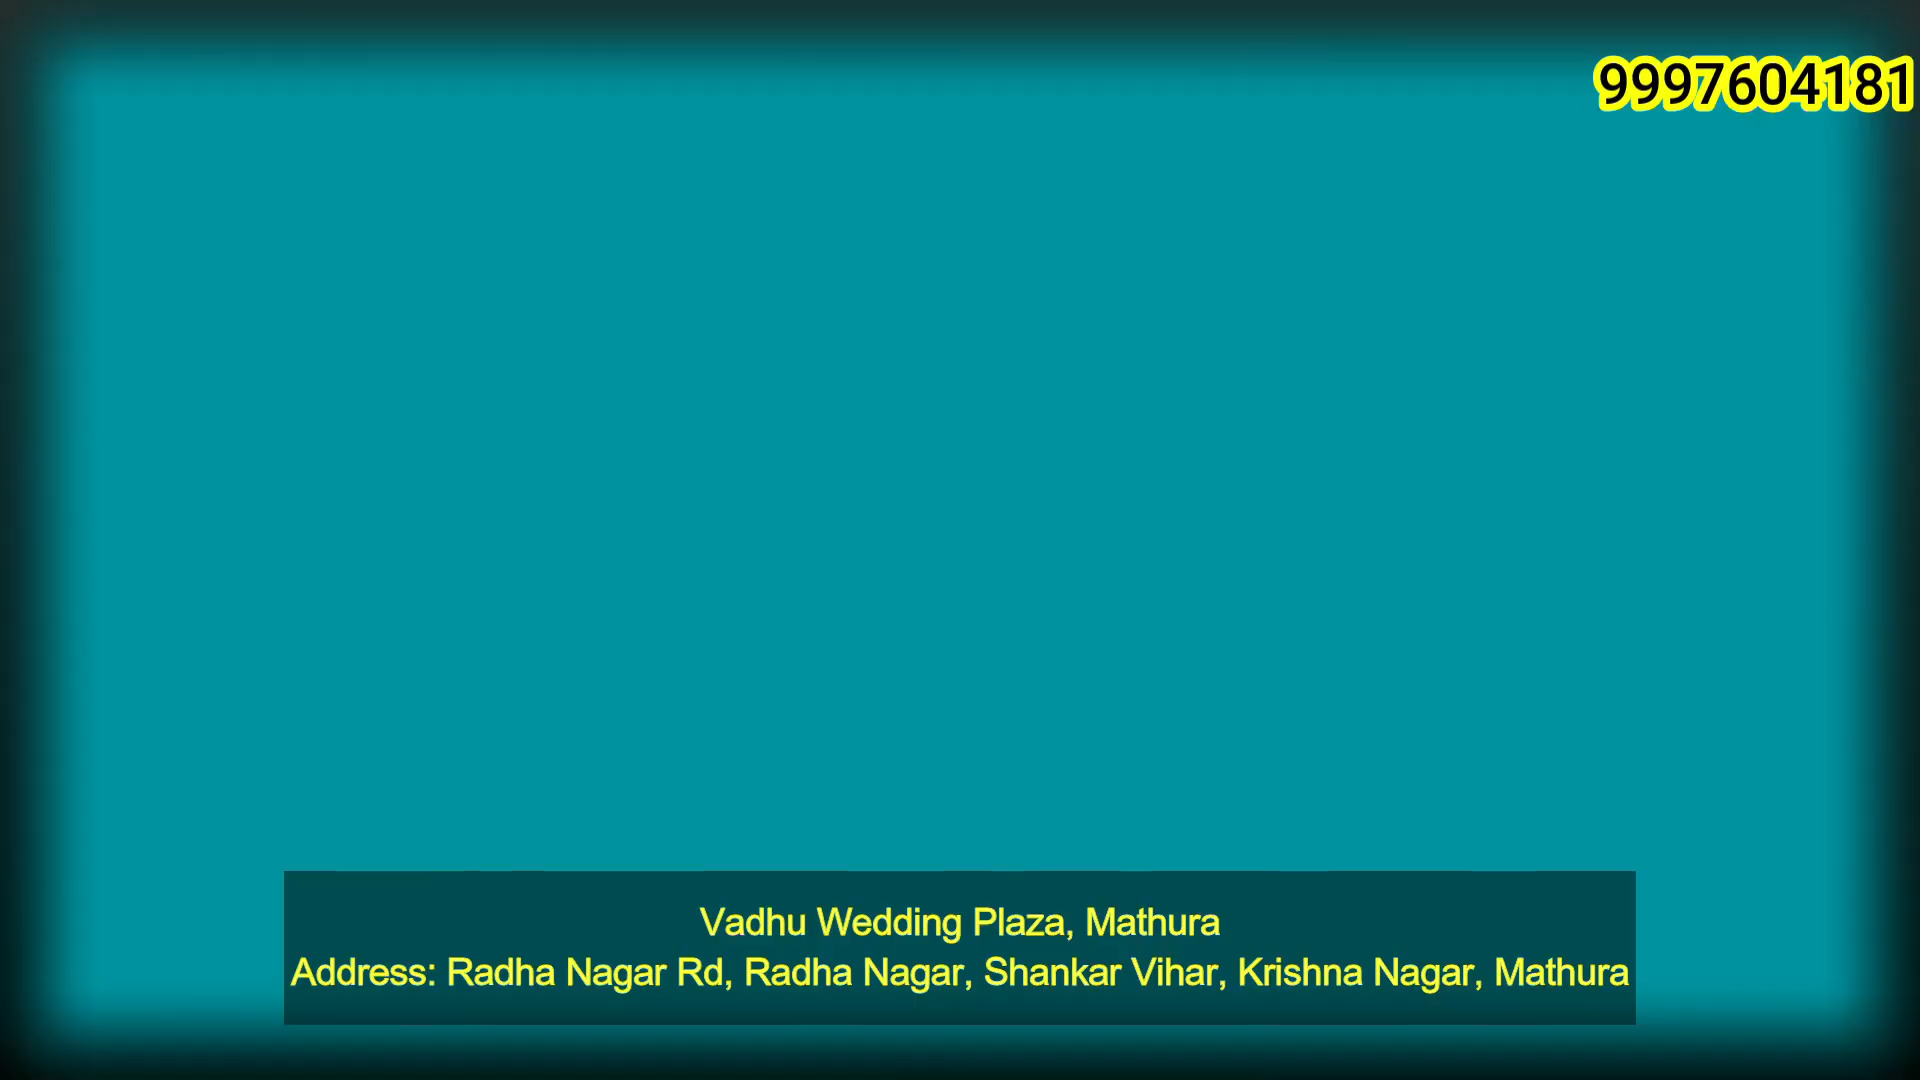 9997604181
Vadhu Wedding Plaza, Mathura
Address: Radha Nagar Rd, Radha Nagar, Shankar Vihar, Krishna Nagar, Mathura